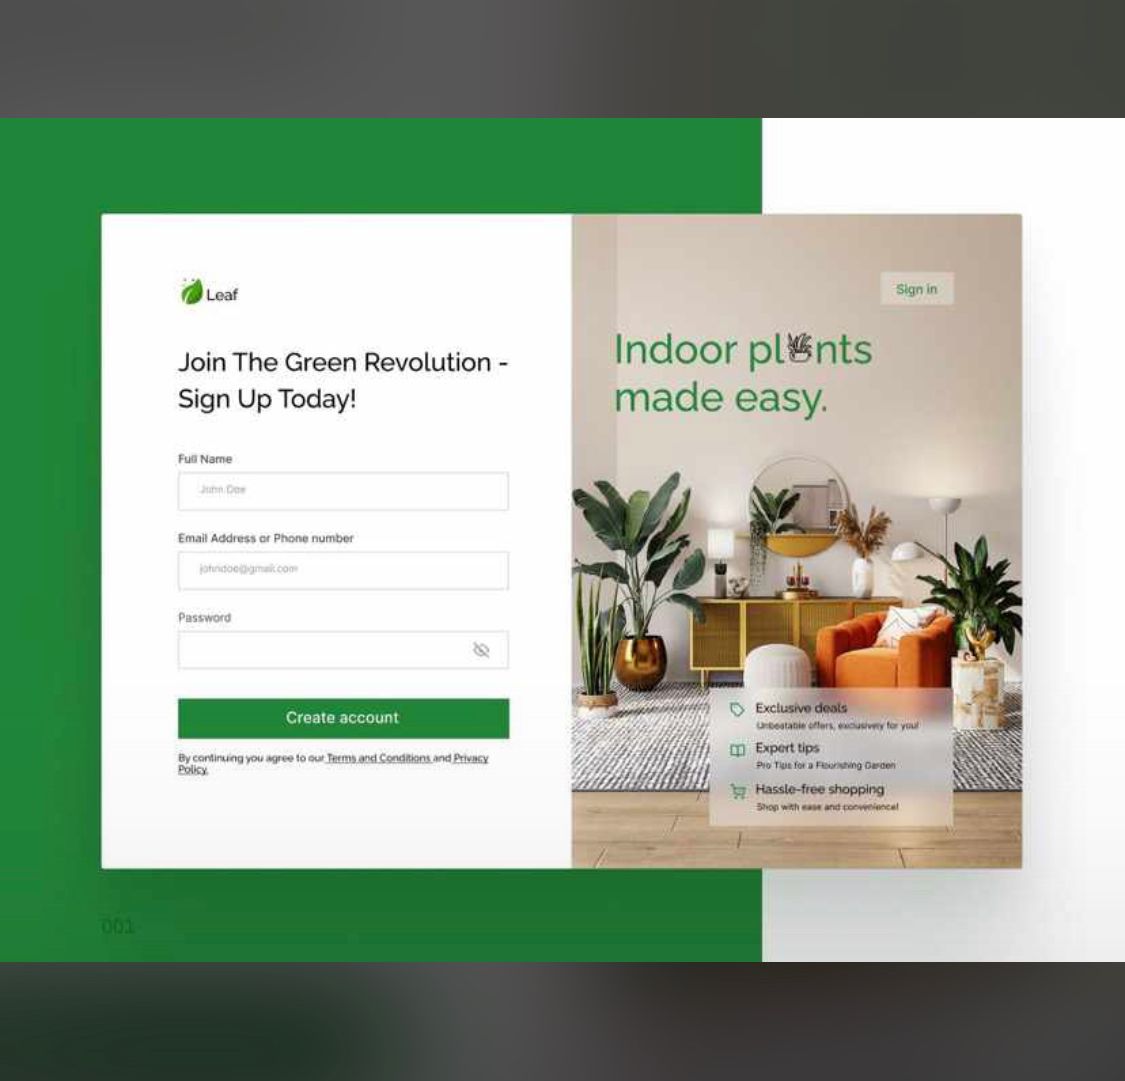 Leaf
Join The Green Revolution -
Sign Up Today!
Full Name
John Doe
Email Address or Phone number
johndoe@gmail.com
Password
Create account
By continuing you agree to our Terms and Conditions and Privacy
Policy.
Sign in
Indoor pl nts
made easy.
Exclusive deals
Unbeatable offers, exclusively for you!
Expert tips
Pro Tips for a Flourishing Garden
Hassle-free shopping
Shop with ease and convenience!
001